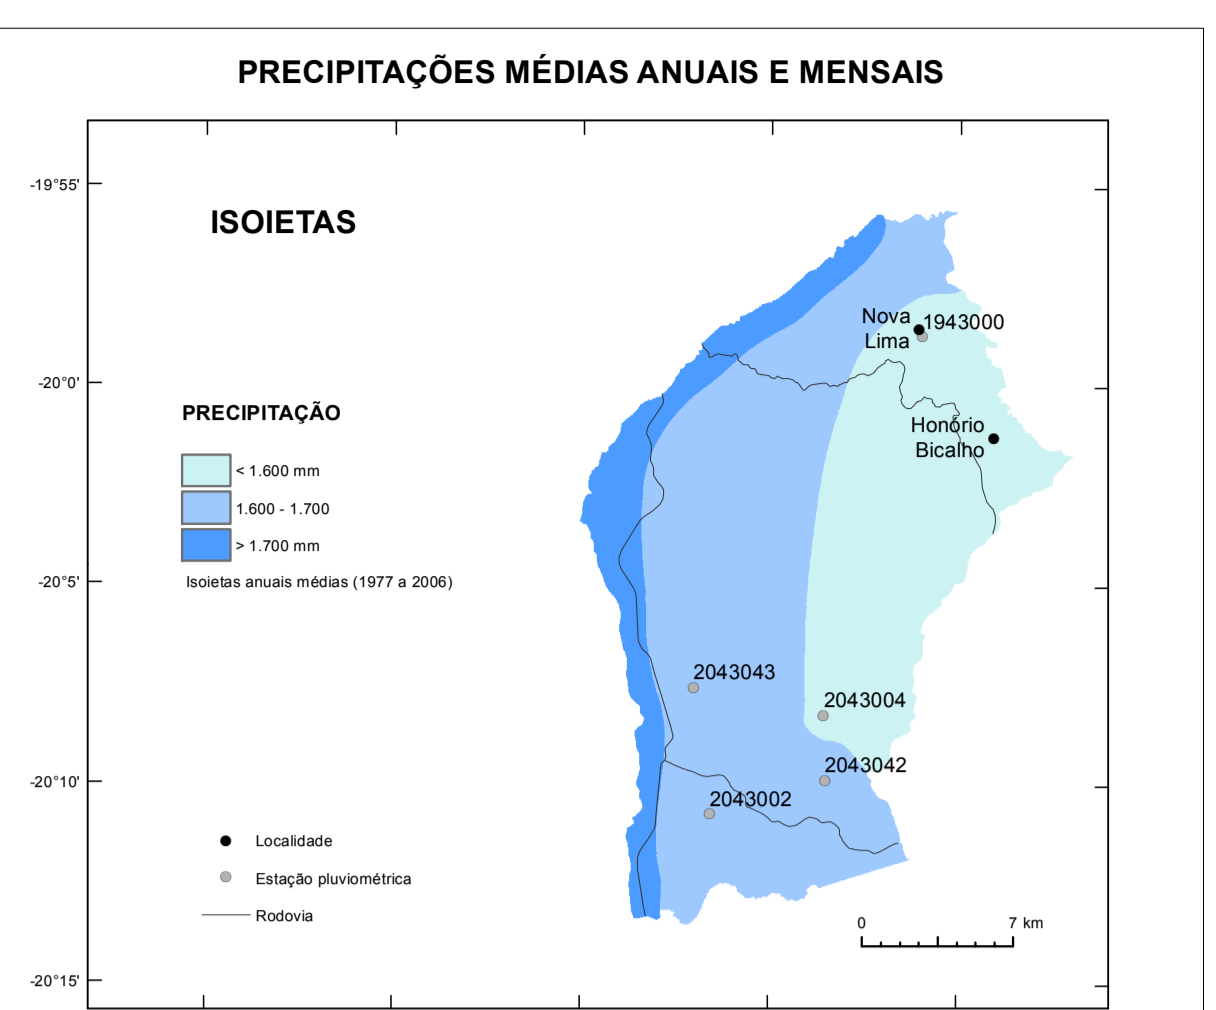 PRECIPITAÇÕES MÉDIAS ANUAIS E MENSAIS
-19°55'
ISOIETAS
Nova
Lima
1943000
-20°0'
PRECIPITAÇÃO
Honório
Bicalho
< 1.600 mm
1.600 - 1.700
> 1.700 mm
-20°5'
Isoietas anuais médias (1977 a 2006)
2043043
2043004
2043042
-20°10'
2043002
Localidade
Estação pluviométrica
Rodovia
0 7 km
-20°15'